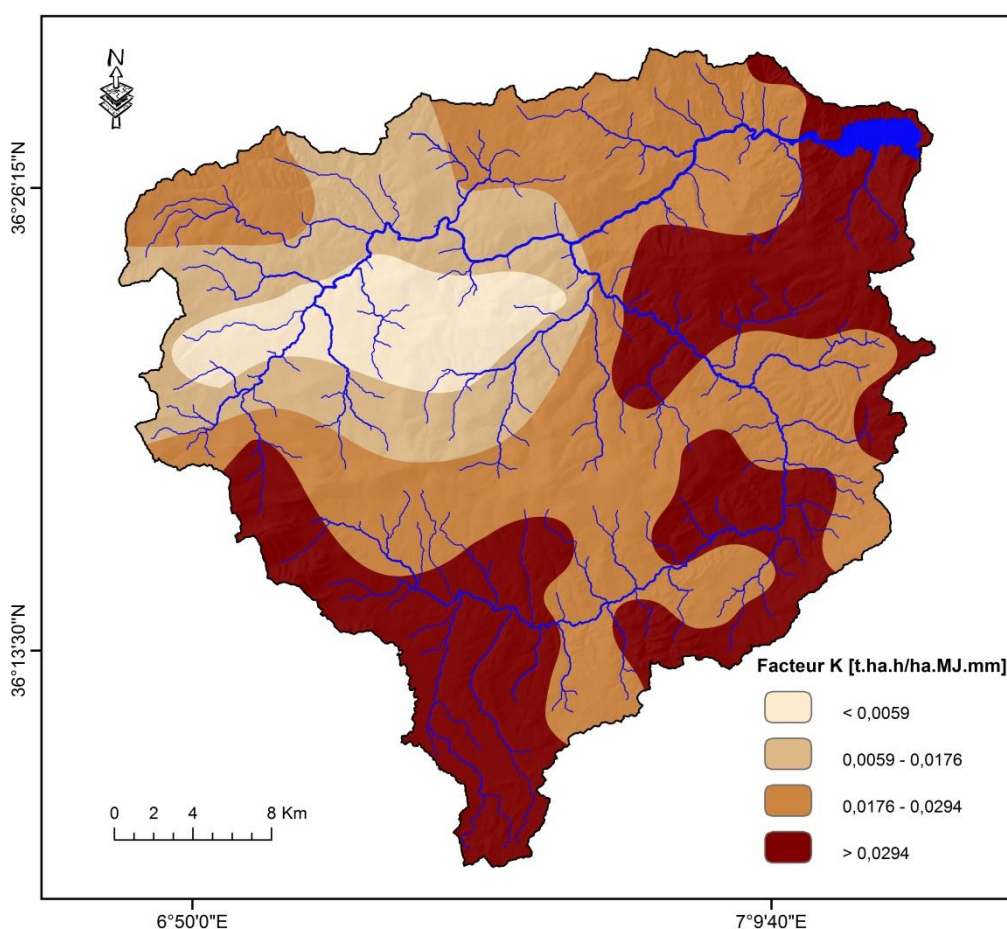 N
36°26'15"N
36°13'30"N
Facteur K [t.ha.h/ha.MJ.mm]
< 0,0059
0,0059 - 0,0176
0,0176 - 0,0294
> 0,0294
0 2 4 8 Km
6°50'0"E
7°9'40"E